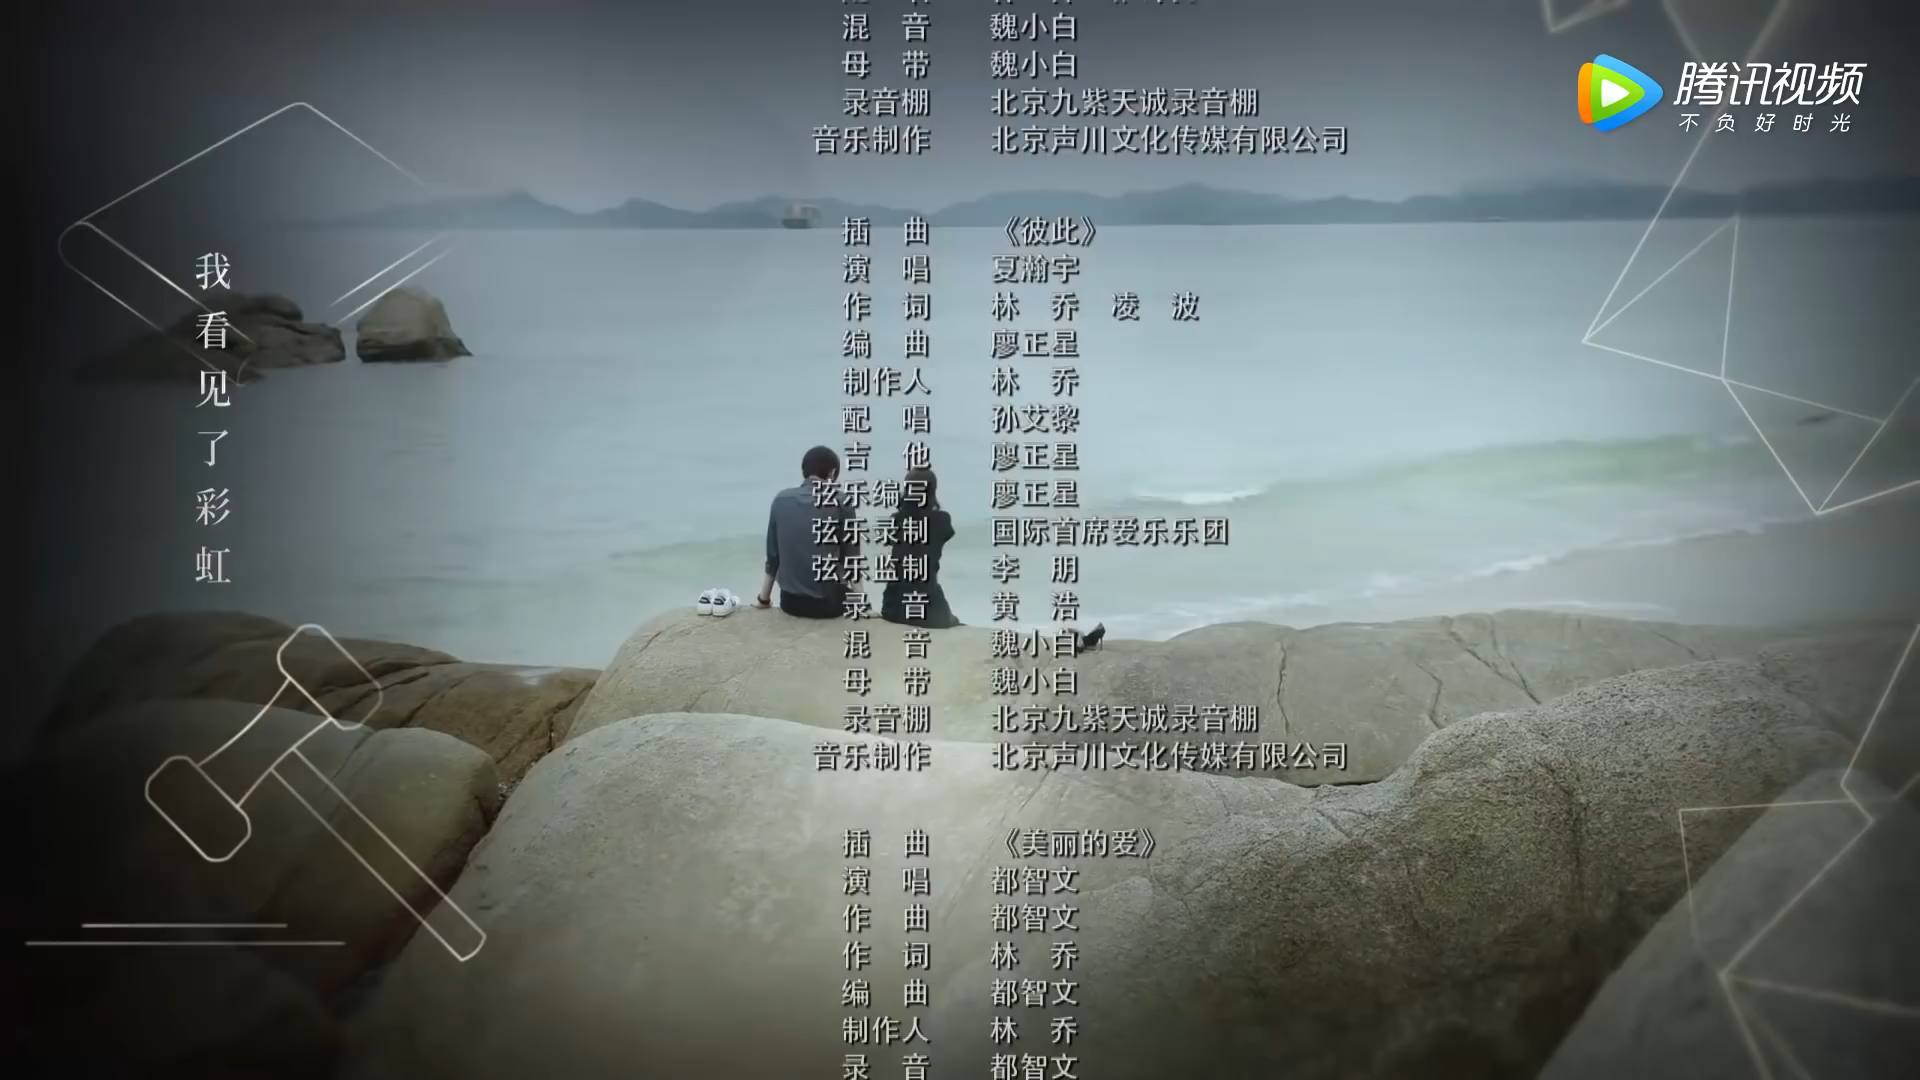 混 音 魏小白
母 带 魏小白
录音棚 北京九紫天诚录音棚
音乐制作 北京声川文化传媒有限公司
腾讯视频
不负好时光
插 曲 《彼此》
演 唱 夏瀚宇
作 词 林 乔 凌 波
编 曲 廖正星
制作人 林 乔
配 唱 孙艾黎
吉 他 廖正星
弦乐编写 廖正星
弦乐录制 国际首席爱乐乐团
弦乐监制 李 朋
录 音 黄 浩
混 音 魏小白
母 带 魏小白
录音棚 北京九紫天诚录音棚
音乐制作 北京声川文化传媒有限公司
插 曲 《美丽的爱》
演 唱 都智文
作 曲 都智文
作 词 林 乔
编 曲 都智文
制作人 林 乔
录 音 都智文
我看见了彩虹